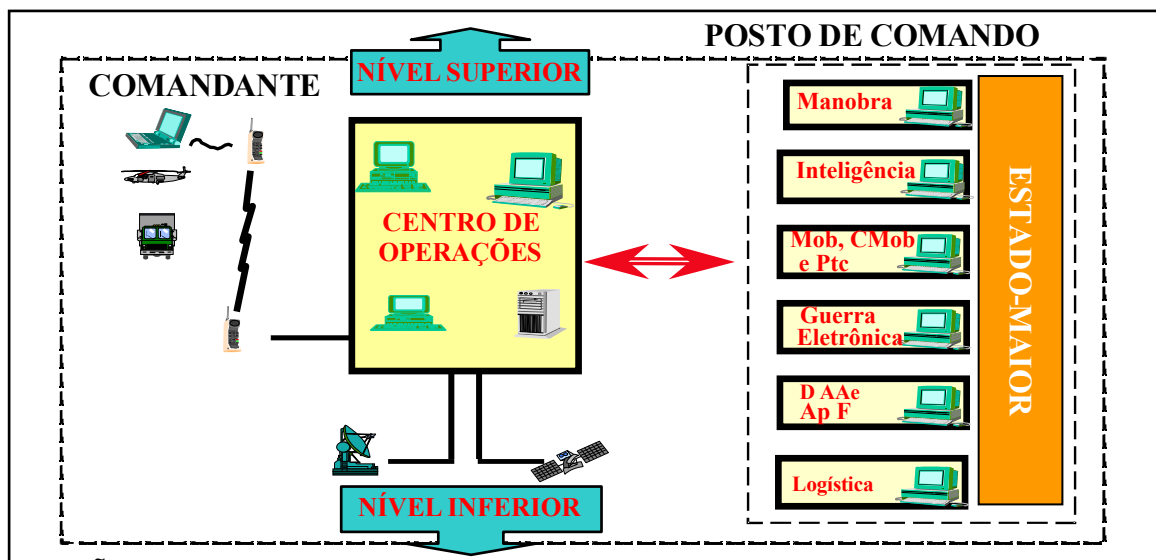 POSTO DE COMANDO
NÍVEL SUPERIOR
COMANDANTE
CENTRO DE
OPERAÇÕES
Manobra
Inteligência
Mob, CMob
e Ptc
Guerra
Eletrônica
D AAe
Ap F
Logística
ESTADO-MAIOR
NÍVEL INFERIOR